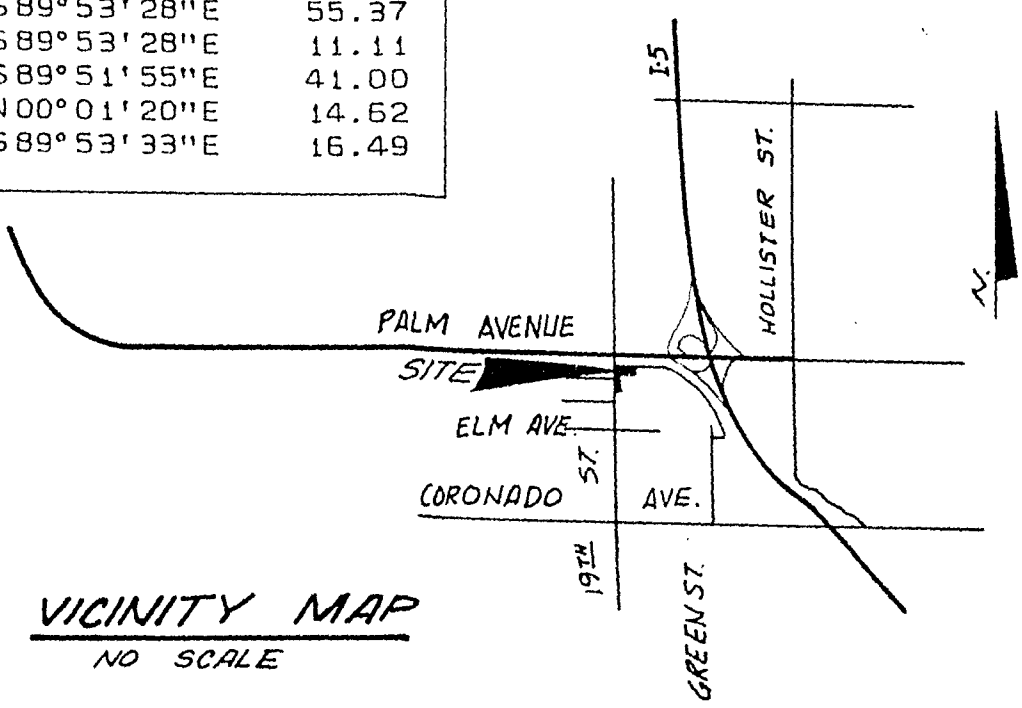 S89°53'28"E 55.37
S89°53'28"E 11.11
S89°51'55"E 41.00
N00°01'20"E 14.62
S89°53'33"E 16.49
I-5
HOLLISTER ST.
N.
PALM AVENUE
SITE
ELM AVE.
19TH ST.
CORONADO AVE.
GREEN ST.
VICINITY MAP
NO SCALE